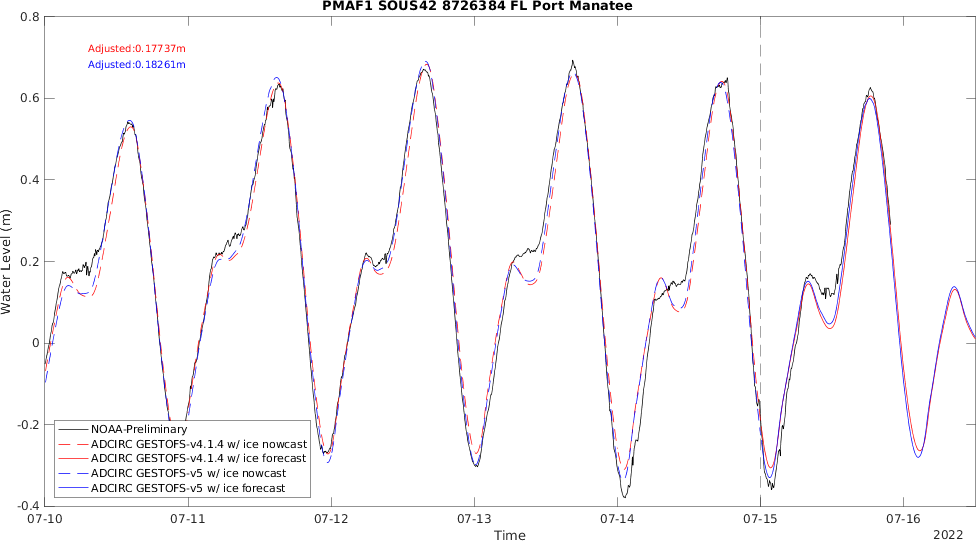 PMAF1 SOUS42 8726384 FL Port Manatee
0.8
Adjusted:0.17737m
Adjusted:0.18261m
0.6
0.4
0.2
0
-0.2
-0.4
Water Level (m)
NOAA-Preliminary
ADCIRC GESTOFS-v4.1.4 w/ ice nowcast
ADCIRC GESTOFS-v4.1.4 w/ ice forecast
ADCIRC GESTOFS-v5 w/ ice nowcast
ADCIRC GESTOFS-v5 w/ ice forecast
07-10 07-11 07-12 07-13 07-14 07-15 07-16
Time
2022